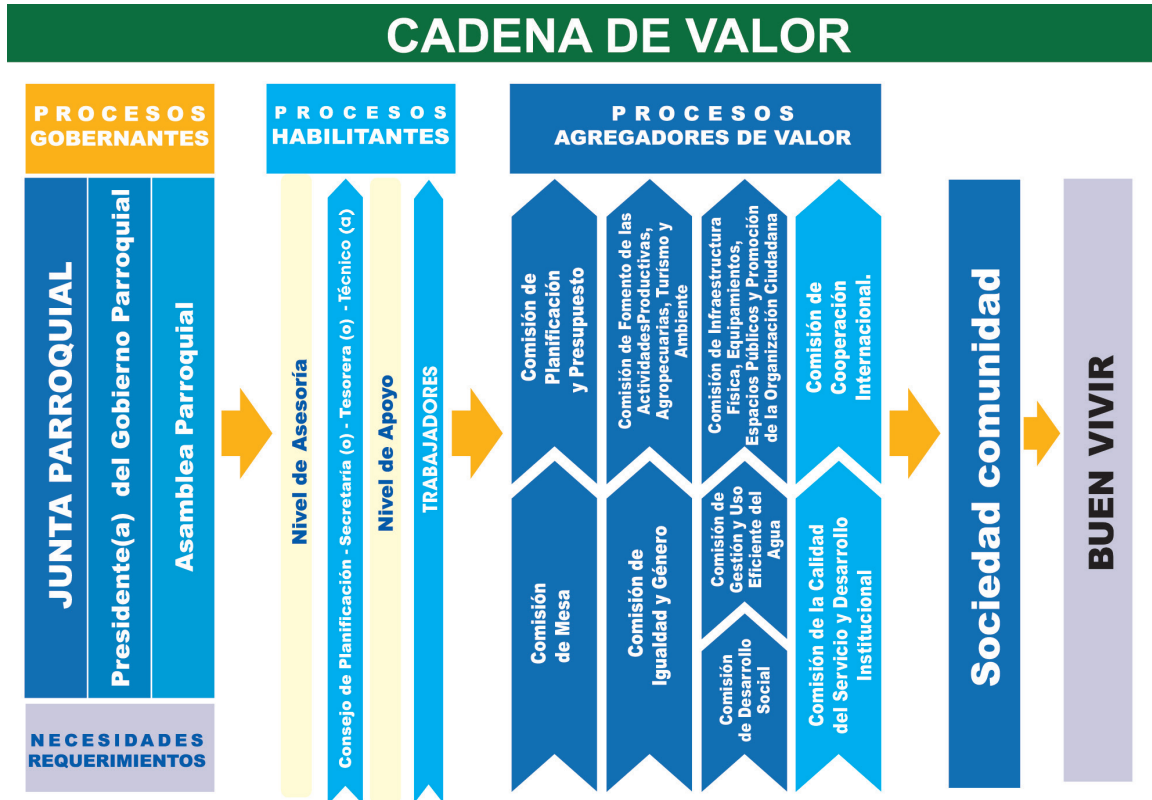 CADENA DE VALOR
PROCESOS
GOBERNANTES
JUNTA PARROQUIAL
Presidente(a) del Gobierno Parroquial
Asamblea Parroquial
NECESIDADES
REQUERIMIENTOS
PROCESOS
HABILITANTES
Nivel de Asesoría
Consejo de Planificación - Secretaría (o) - Tesorera (o) - Técnico (a)
Nivel de Apoyo
TRABAJADORES
PROCESOS
AGREGADORES DE VALOR
Comisión de
Planificación
y Presupuesto
Comisión de Fomento de las
ActividadesProductivas,
Agropecuarias, Turísmo y
Ambiente
Comisión de Infraestructura
Física, Equipamientos,
Espacios Públicos y Promoción
de la Organización Ciudadana
Comisión de
Cooperación
Internacional.
Comisión
de Mesa
Comisión de
Igualdad y Género
Comisión de
Gestión y Uso
Eficiente del
Agua
Comisión
de Desarrollo
Social
Comisión de la Calidad
del Servicio y Desarrollo
Institucional
Sociedad comunidad
BUEN VIVIR